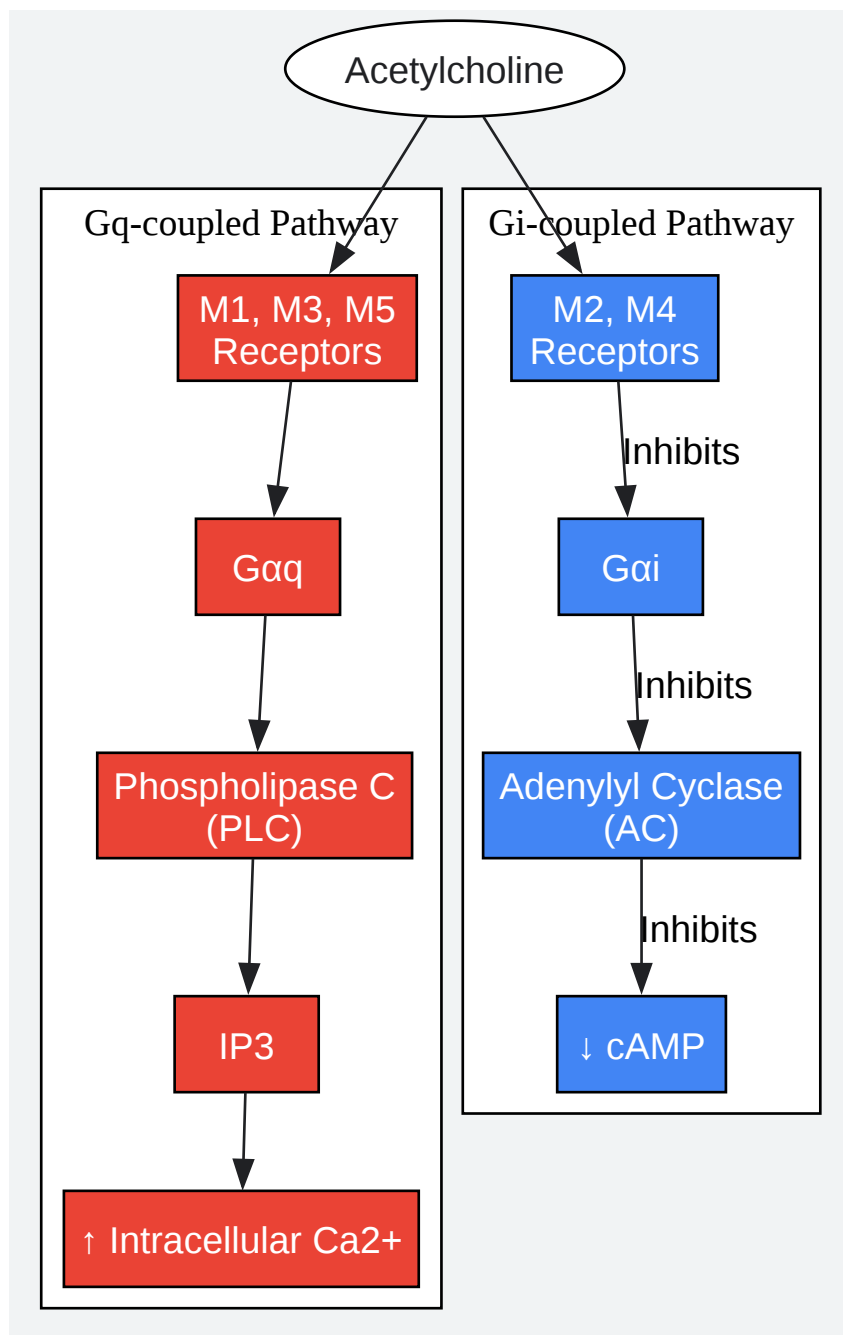 Acetylcholine
Gq-coupled Pathway
M1, M3, M5
Receptors
Gαq
Phospholipase C
(PLC)
IP3
↑ Intracellular Ca2+
Gi-coupled Pathway
M2, M4
Receptors
Inhibits
Gαi
Inhibits
Adenylyl Cyclase
(AC)
Inhibits
↓ cAMP